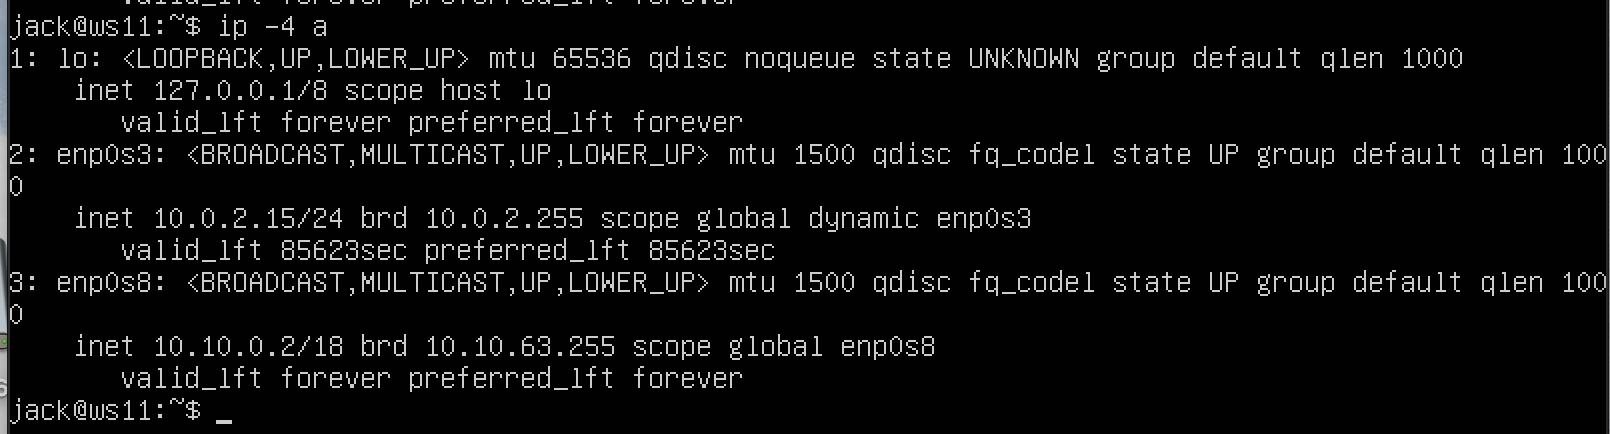 jack@ws11:~$ ip -4 a
1: lo: <LOOPBACK,UP,LOWER_UP> mtu 65536 qdisc noqueue state UNKNOWN group default qlen 1000
    inet 127.0.0.1/8 scope host lo
       valid_lft forever preferred_lft forever
2: enp0s3: <BROADCAST,MULTICAST,UP,LOWER_UP> mtu 1500 qdisc fq_codel state UP group default qlen 100
0
    inet 10.0.2.15/24 brd 10.0.2.255 scope global dynamic enp0s3
       valid_lft 85623sec preferred_lft 85623sec
3: enp0s8: <BROADCAST,MULTICAST,UP,LOWER_UP> mtu 1500 qdisc fq_codel state UP group default qlen 100
0
    inet 10.10.0.2/18 brd 10.10.63.255 scope global enp0s8
       valid_lft forever preferred_lft forever
jack@ws11:~$ _